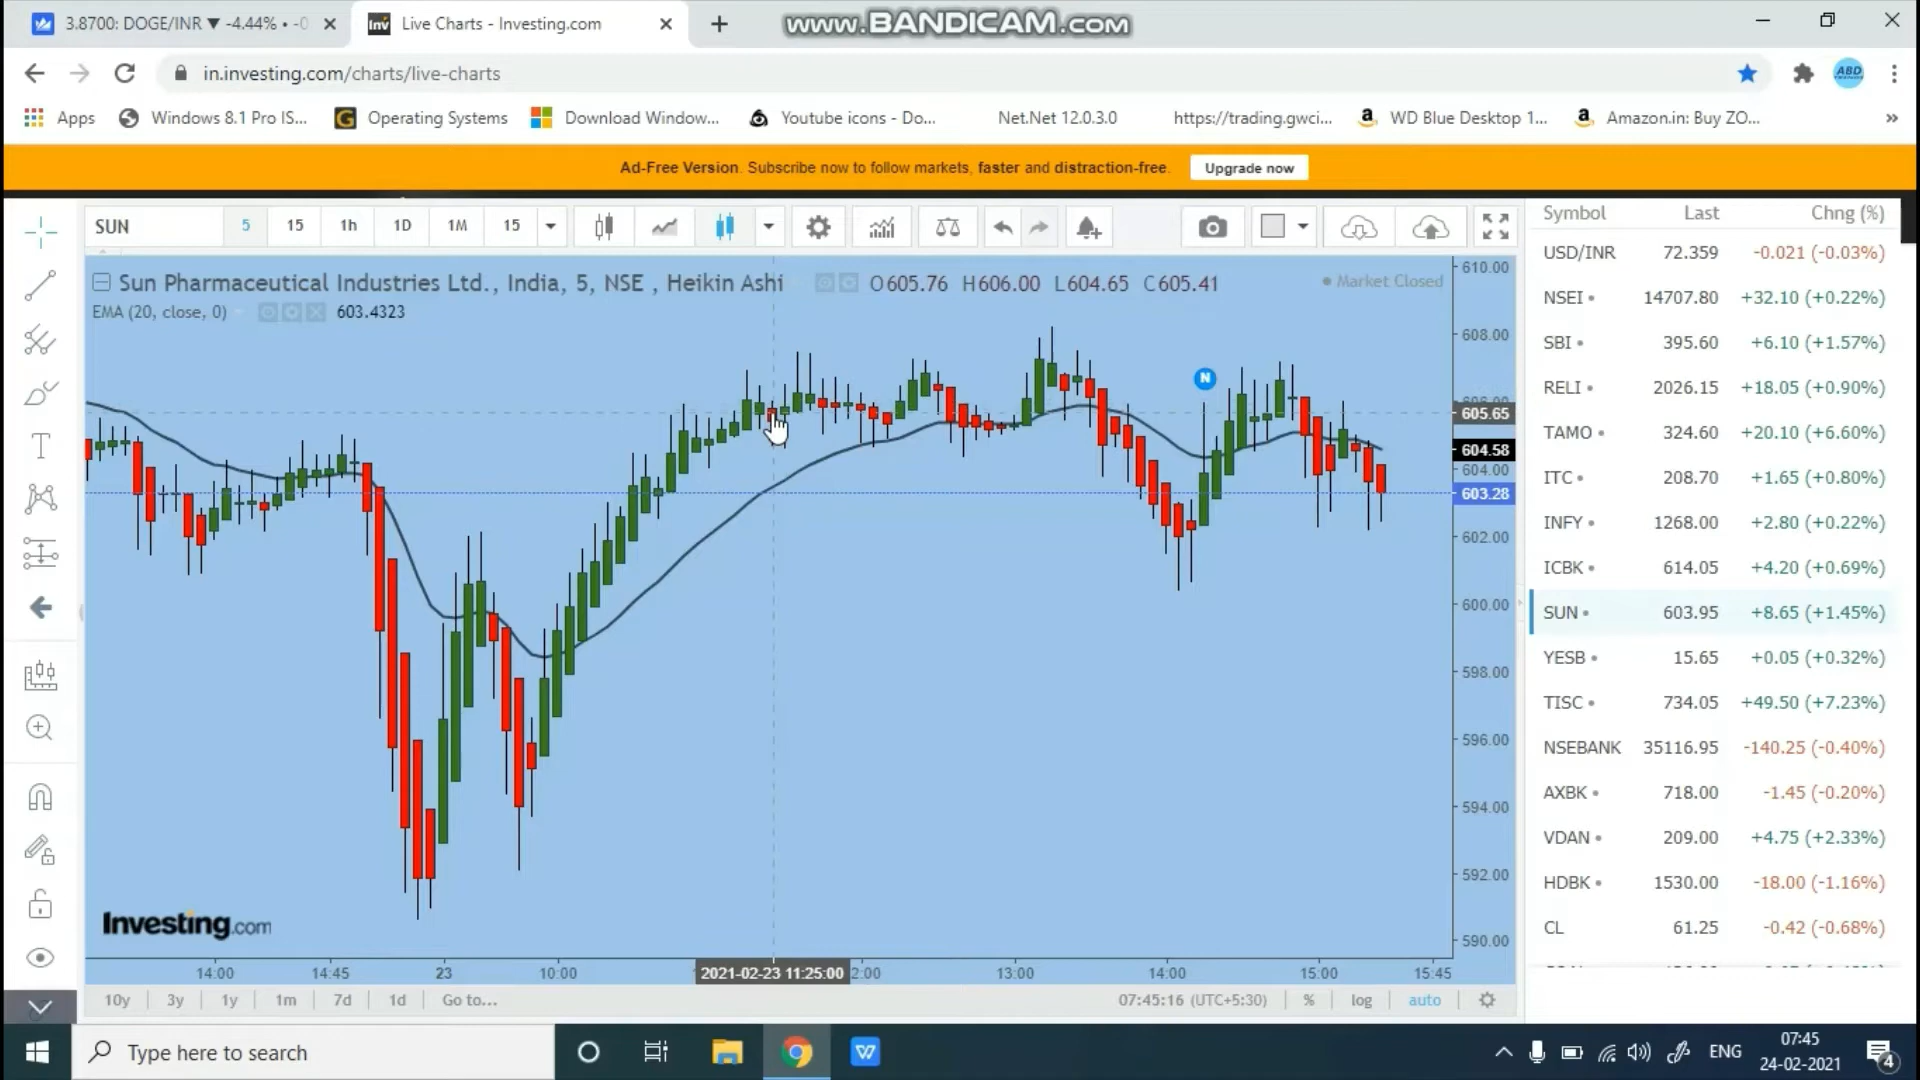 3.8700: DOGE/INR ▼ -4.44% •
Live Charts - Investing.com
www.BANDICAM.com
in.investing.com/charts/live-charts
ABD
Apps
Windows 8.1 Pro IS...
Operating Systems
Download Window...
Youtube icons - Do...
Net.Net 12.0.3.0
https://trading.gwci...
WD Blue Desktop 1...
Amazon.in: Buy ZO...
»
Ad-Free Version. Subscribe now to follow markets, faster and distraction-free.
Upgrade now
SUN 5 15 1h 1D 1M 15
Sun Pharmaceutical Industries Ltd., India, 5, NSE , Heikin Ashi O605.76 H606.00 L604.65 C605.41
Market Closed
EMA (20, close, 0) 603.4323
N
610.00
608.00
605.65
604.58
604.00
603.28
602.00
600.00
598.00
596.00
594.00
592.00
590.00
Investing.com
14:00 14:45 23 10:00 2021-02-23 11:25:00 2:00 13:00 14:00 15:00 15:45
10y 3y 1y 1m 7d 1d Go to... 07:45:16 (UTC+5:30) % log auto
Symbol Last Chng (%)
USD/INR 72.359 -0.021 (-0.03%)
NSEI 14707.80 +32.10 (+0.22%)
SBI 395.60 +6.10 (+1.57%)
RELI 2026.15 +18.05 (+0.90%)
TAMO 324.60 +20.10 (+6.60%)
ITC 208.70 +1.65 (+0.80%)
INFY 1268.00 +2.80 (+0.22%)
ICBK 614.05 +4.20 (+0.69%)
SUN 603.95 +8.65 (+1.45%)
YESB 15.65 +0.05 (+0.32%)
TISC 734.05 +49.50 (+7.23%)
NSEBANK 35116.95 -140.25 (-0.40%)
AXBK 718.00 -1.45 (-0.20%)
VDAN 209.00 +4.75 (+2.33%)
HDBK 1530.00 -18.00 (-1.16%)
CL 61.25 -0.42 (-0.68%)
Type here to search
ENG
07:45
24-02-2021
4